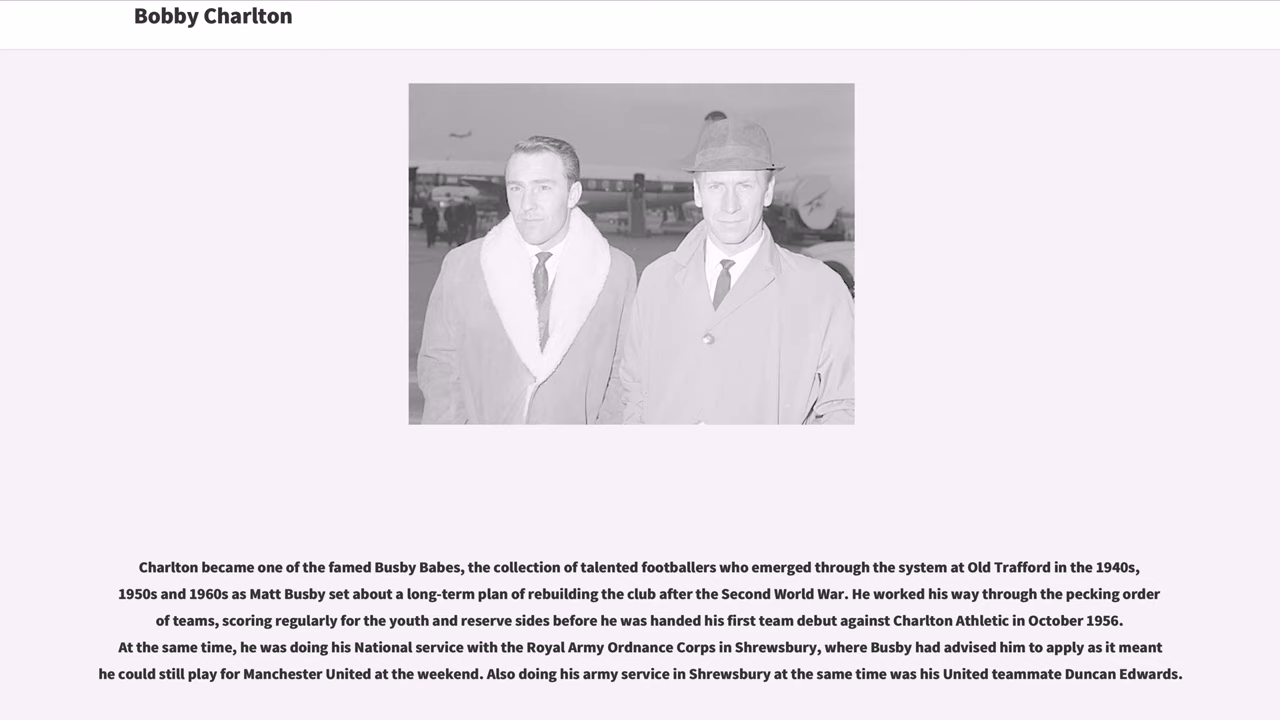 Bobby Charlton
Charlton became one of the famed Busby Babes, the collection of talented footballers who emerged through the system at Old Trafford in the 1940s,
1950s and 1960s as Matt Busby set about a long-term plan of rebuilding the club after the Second World War. He worked his way through the pecking order
of teams, scoring regularly for the youth and reserve sides before he was handed his first team debut against Charlton Athletic in October 1956.
At the same time, he was doing his National service with the Royal Army Ordnance Corps in Shrewsbury, where Busby had advised him to apply as it meant
he could still play for Manchester United at the weekend. Also doing his army service in Shrewsbury at the same time was his United teammate Duncan Edwards.